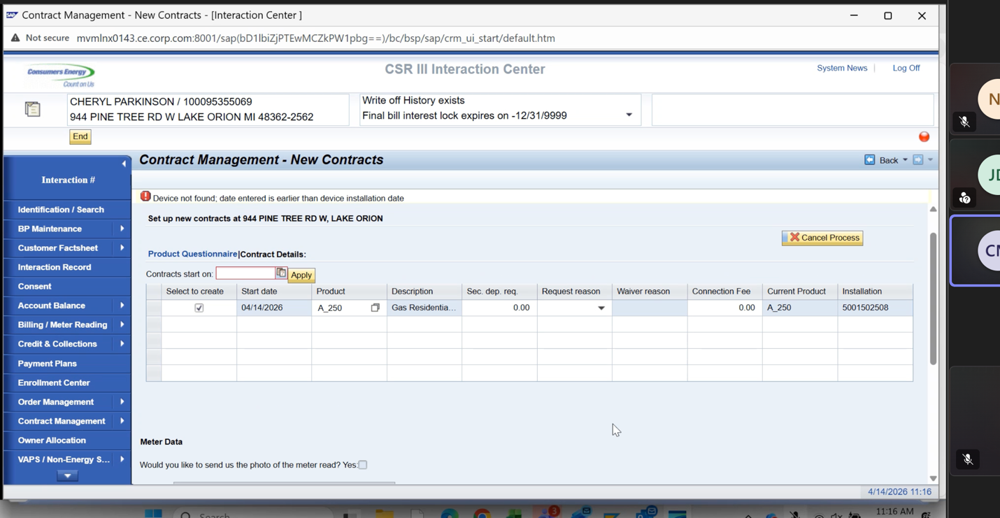 SAP Contract Management - New Contracts - [Interaction Center ]
Not secure mvmlnx0143.ce.corp.com:8001/sap(bD1lbiZjPTEwMCZkPW1pbg==)/bc/bsp/sap/crm_ui_start/default.htm
Consumers Energy
Count on Us
CSR III Interaction Center
System News
Log Off
CHERYL PARKINSON / 100095355069
944 PINE TREE RD W LAKE ORION MI 48362-2562
Write off History exists
Final bill interest lock expires on -12/31/9999
End
Contract Management - New Contracts
Back
Interaction #
Identification / Search
BP Maintenance
Customer Factsheet
Interaction Record
Consent
Account Balance
Billing / Meter Reading
Credit & Collections
Payment Plans
Enrollment Center
Order Management
Contract Management
Owner Allocation
VAPS / Non-Energy S...
Device not found; date entered is earlier than device installation date
Set up new contracts at 944 PINE TREE RD W, LAKE ORION
Cancel Process
Product Questionnaire|Contract Details:
Contracts start on: Apply
Select to create Start date Product Description Sec. dep. req. Request reason Waiver reason Connection Fee Current Product Installation
04/14/2026 A_250 Gas Residentia... 0.00 0.00 A_250 5001502508
Meter Data
Would you like to send us the photo of the meter read? Yes:
4/14/2026 11:16
N
JD
CM
Search
3
11:16 AM